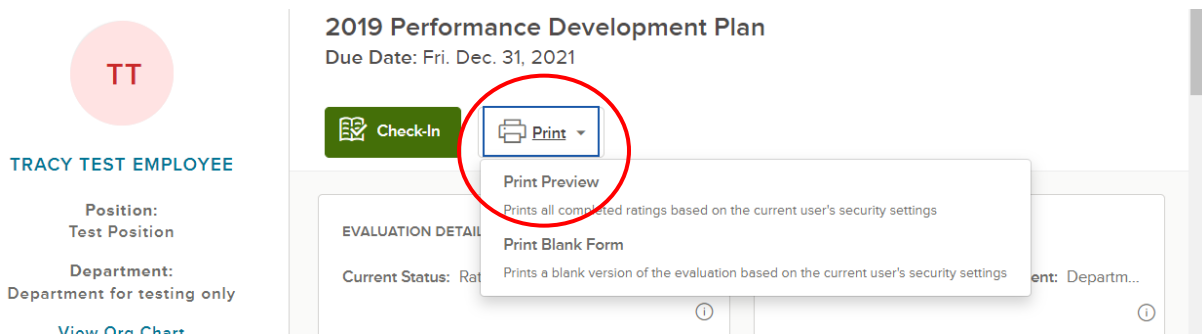 TT
TRACY TEST EMPLOYEE
Position:
Test Position
Department:
Department for testing only
View Org Chart
2019 Performance Development Plan
Due Date: Fri. Dec. 31, 2021
Check-In
Print
Print Preview
Prints all completed ratings based on the current user's security settings
Print Blank Form
Prints a blank version of the evaluation based on the current user's security settings
EVALUATION
Current Status:
Departm...